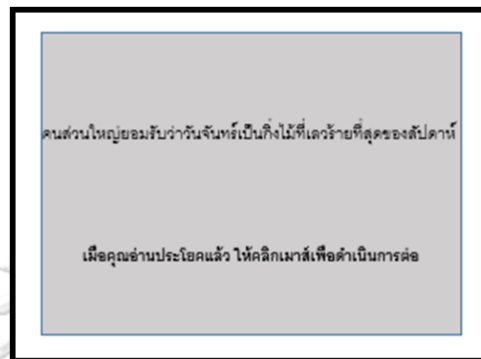 คนส่วนใหญ่ยอมรับว่าวันจันทร์เป็นกิ่งไม้ที่เลวร้ายที่สุดของสัปดาห์
เมื่อคุณอ่านประโยคแล้ว ให้คลิกเมาส์เพื่อดำเนินการต่อ